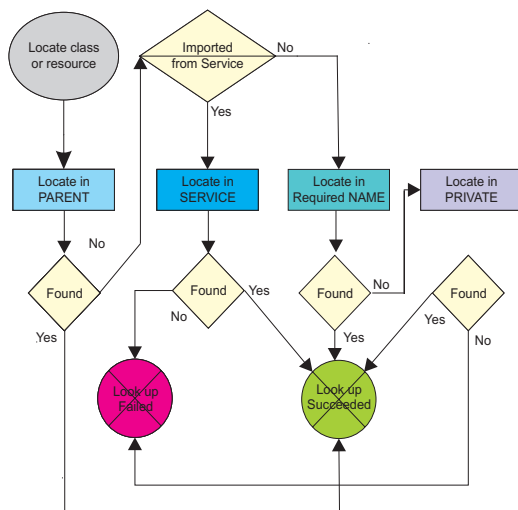 Locate class
or resource
Imported
from Service
No
Yes
Locate in
PARENT
Locate in
SERVICE
Locate in
Required NAME
Locate in
PRIVATE
No
No
Found
Yes
Found
No
Yes
Found
Yes
Found
Yes
No
Look up
Failed
Look up
Succeeded